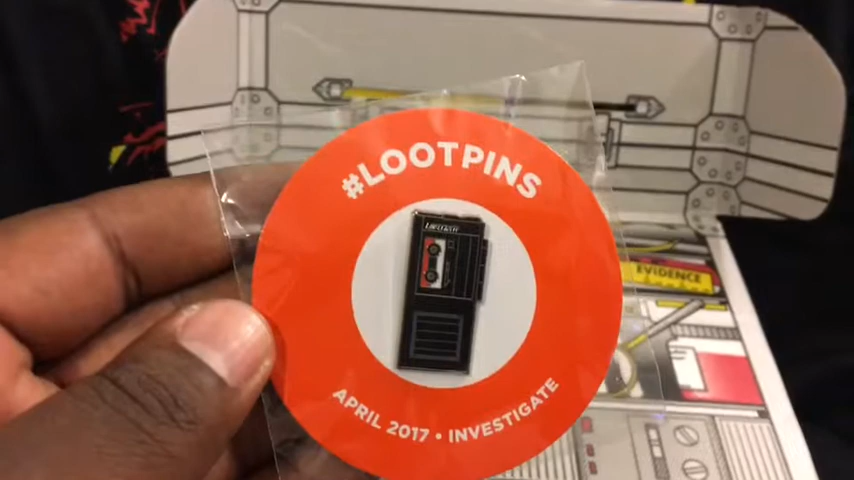 #LOOTPINS
APRIL 2017 • INVESTIGATE
EVIDENCE